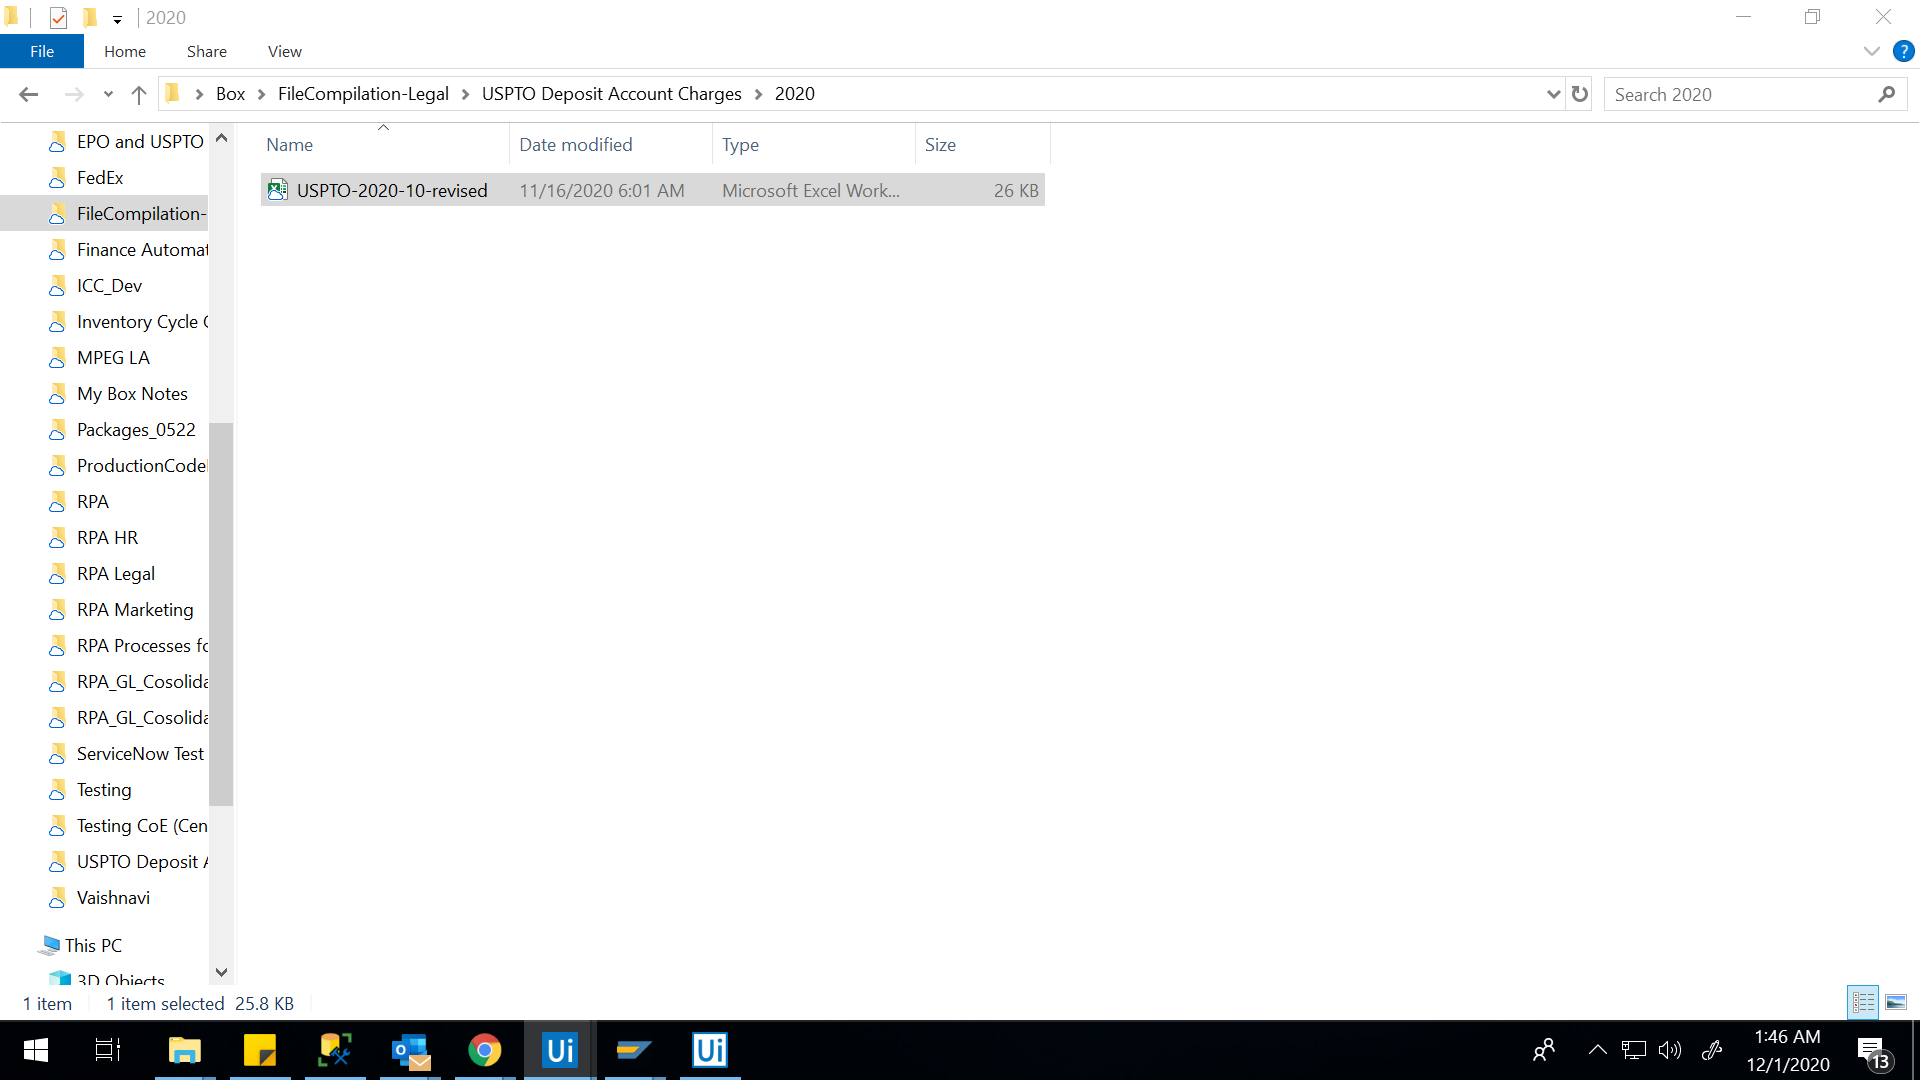 2020
File Home Share View
?
Box FileCompilation-Legal USPTO Deposit Account Charges 2020
Search 2020
Name Date modified Type Size
USPTO-2020-10-revised 11/16/2020 6:01 AM Microsoft Excel Work... 26 KB
EPO and USPTO
FedEx
FileCompilation-
Finance Automat
ICC_Dev
Inventory Cycle C
MPEG LA
My Box Notes
Packages_0522
ProductionCode
RPA
RPA HR
RPA Legal
RPA Marketing
RPA Processes fo
RPA_GL_Cosolida
RPA_GL_Cosolida
ServiceNow Test
Testing
Testing CoE (Cen
USPTO Deposit A
Vaishnavi
This PC
3D Objects
1 item 1 item selected 25.8 KB
Ui
Ui
1:46 AM
12/1/2020
13